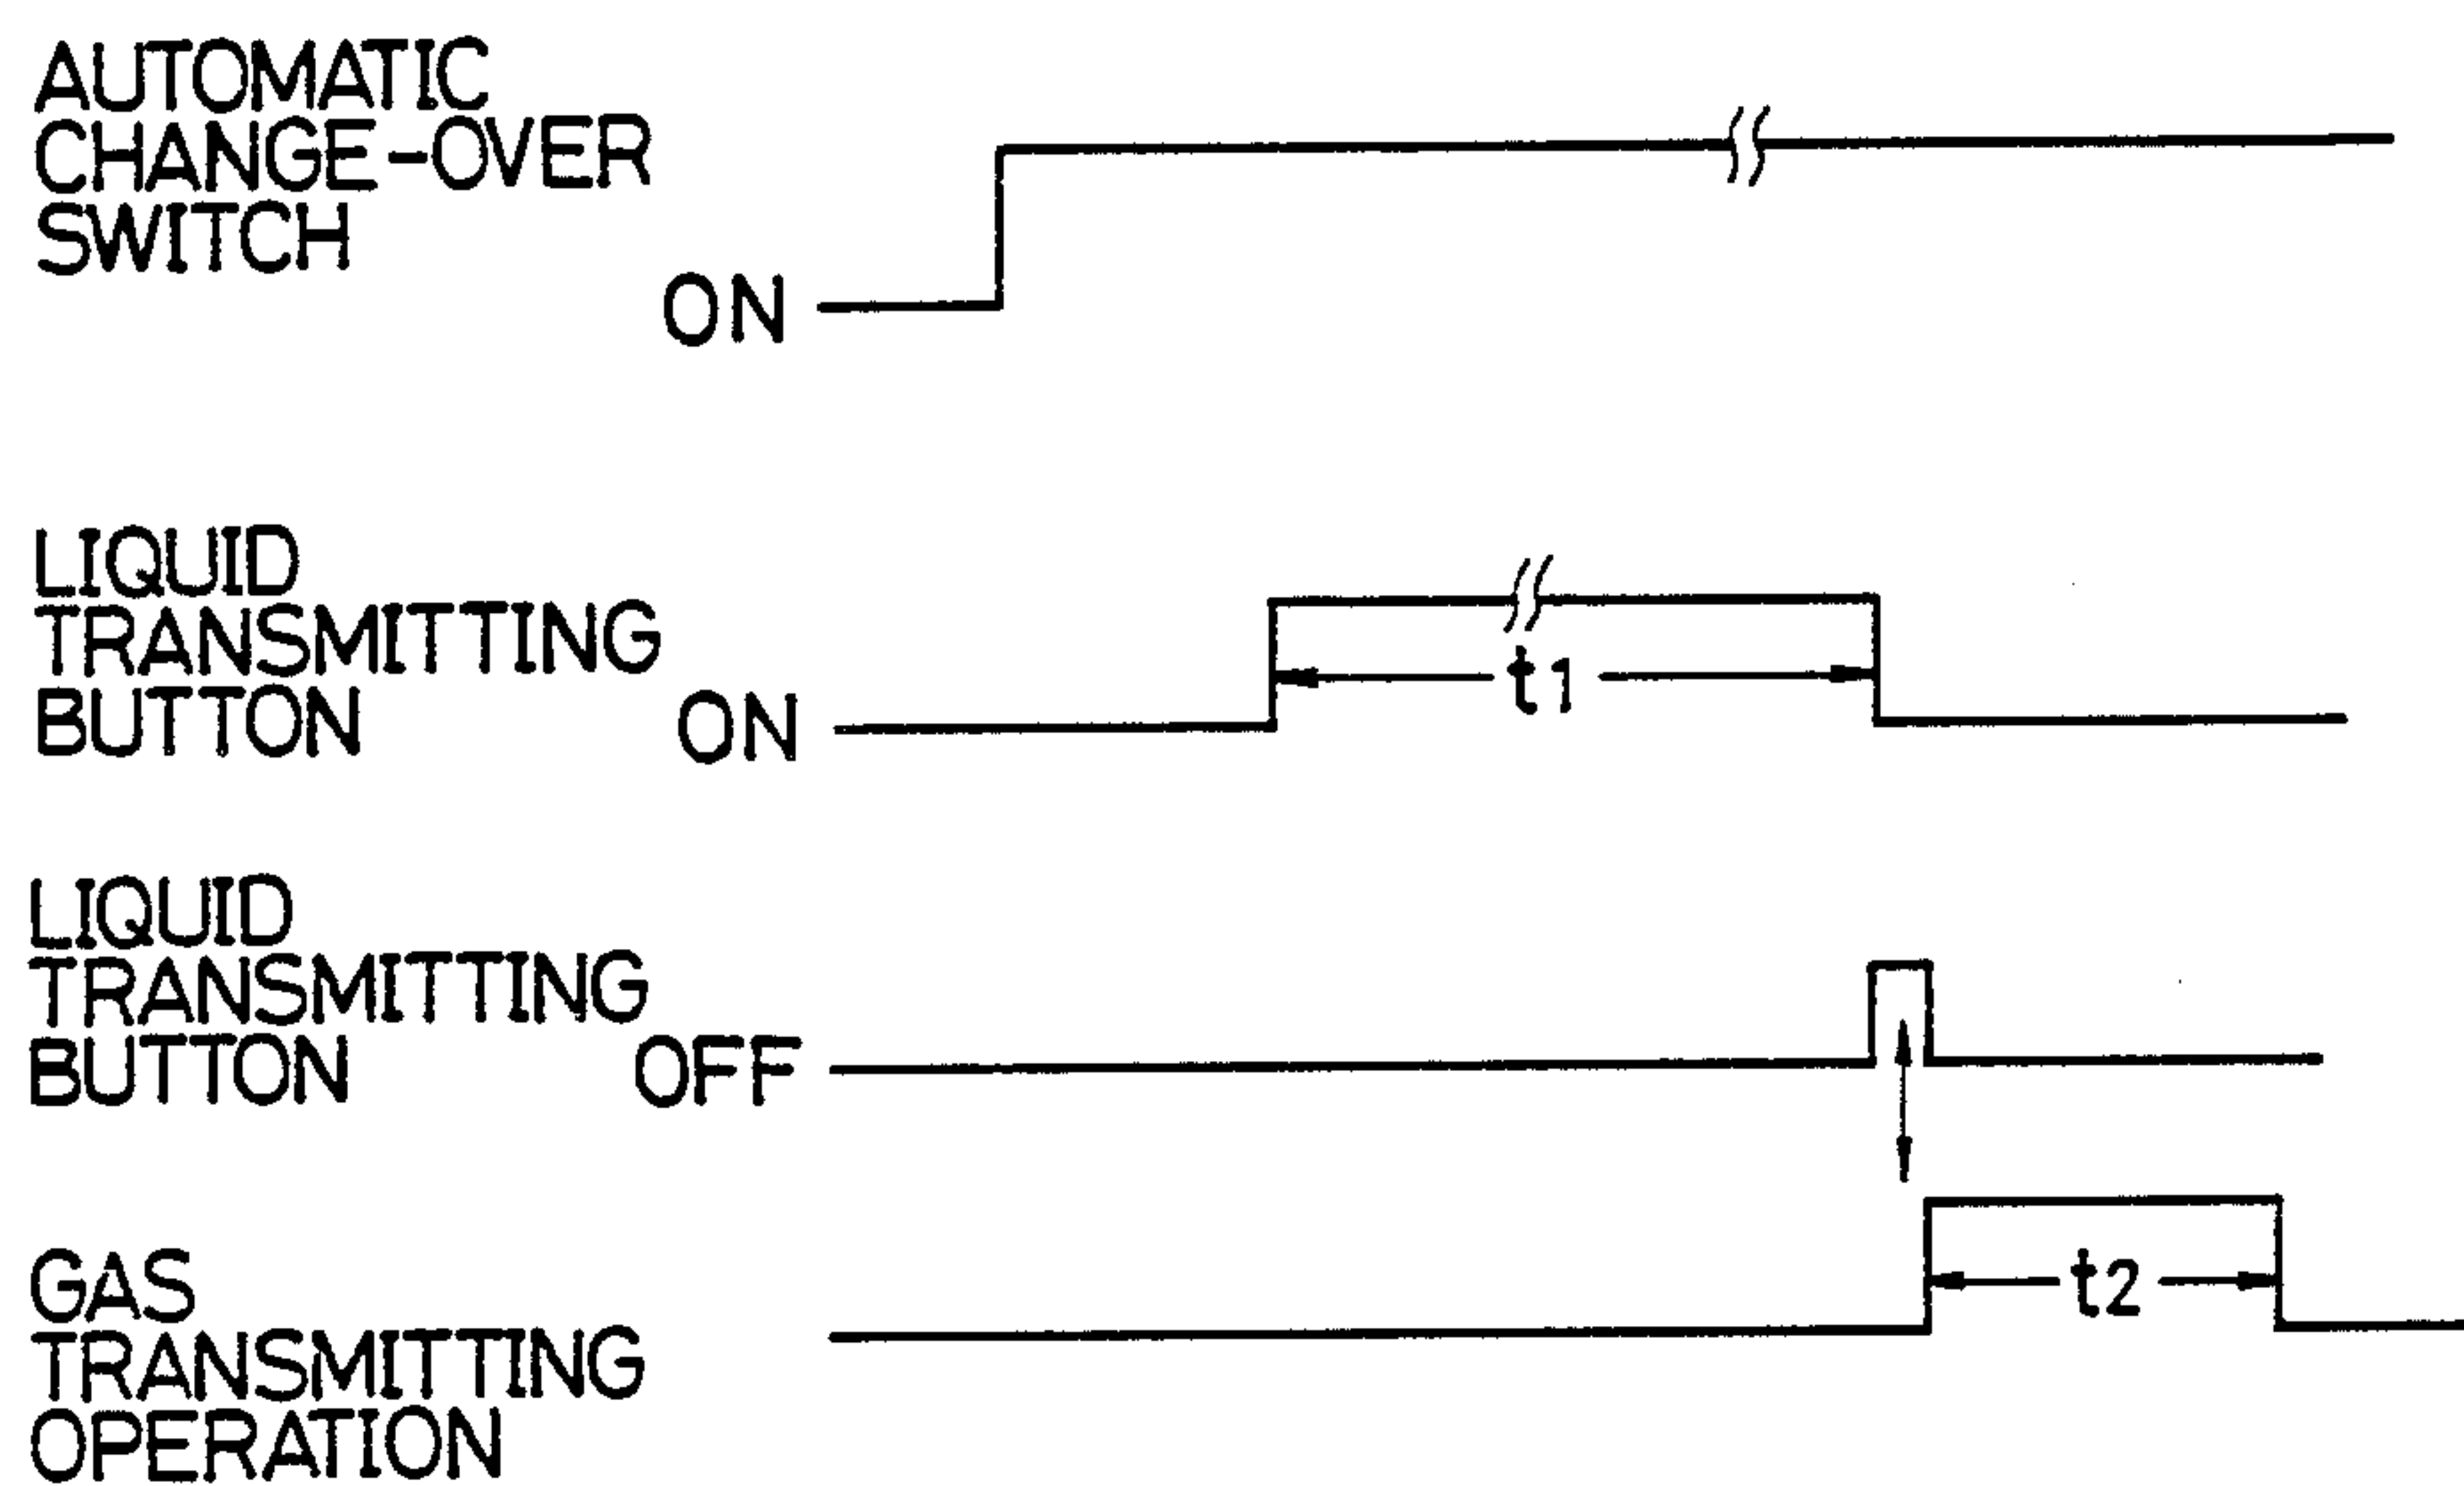 AUTOMATIC
CHANGE-OVER
SWITCH
ON
LIQUID
TRANSMITTING
BUTTON ON
t1
LIQUID
TRANSMITTING
BUTTON OFF
GAS
TRANSMITTING
OPERATION
t2